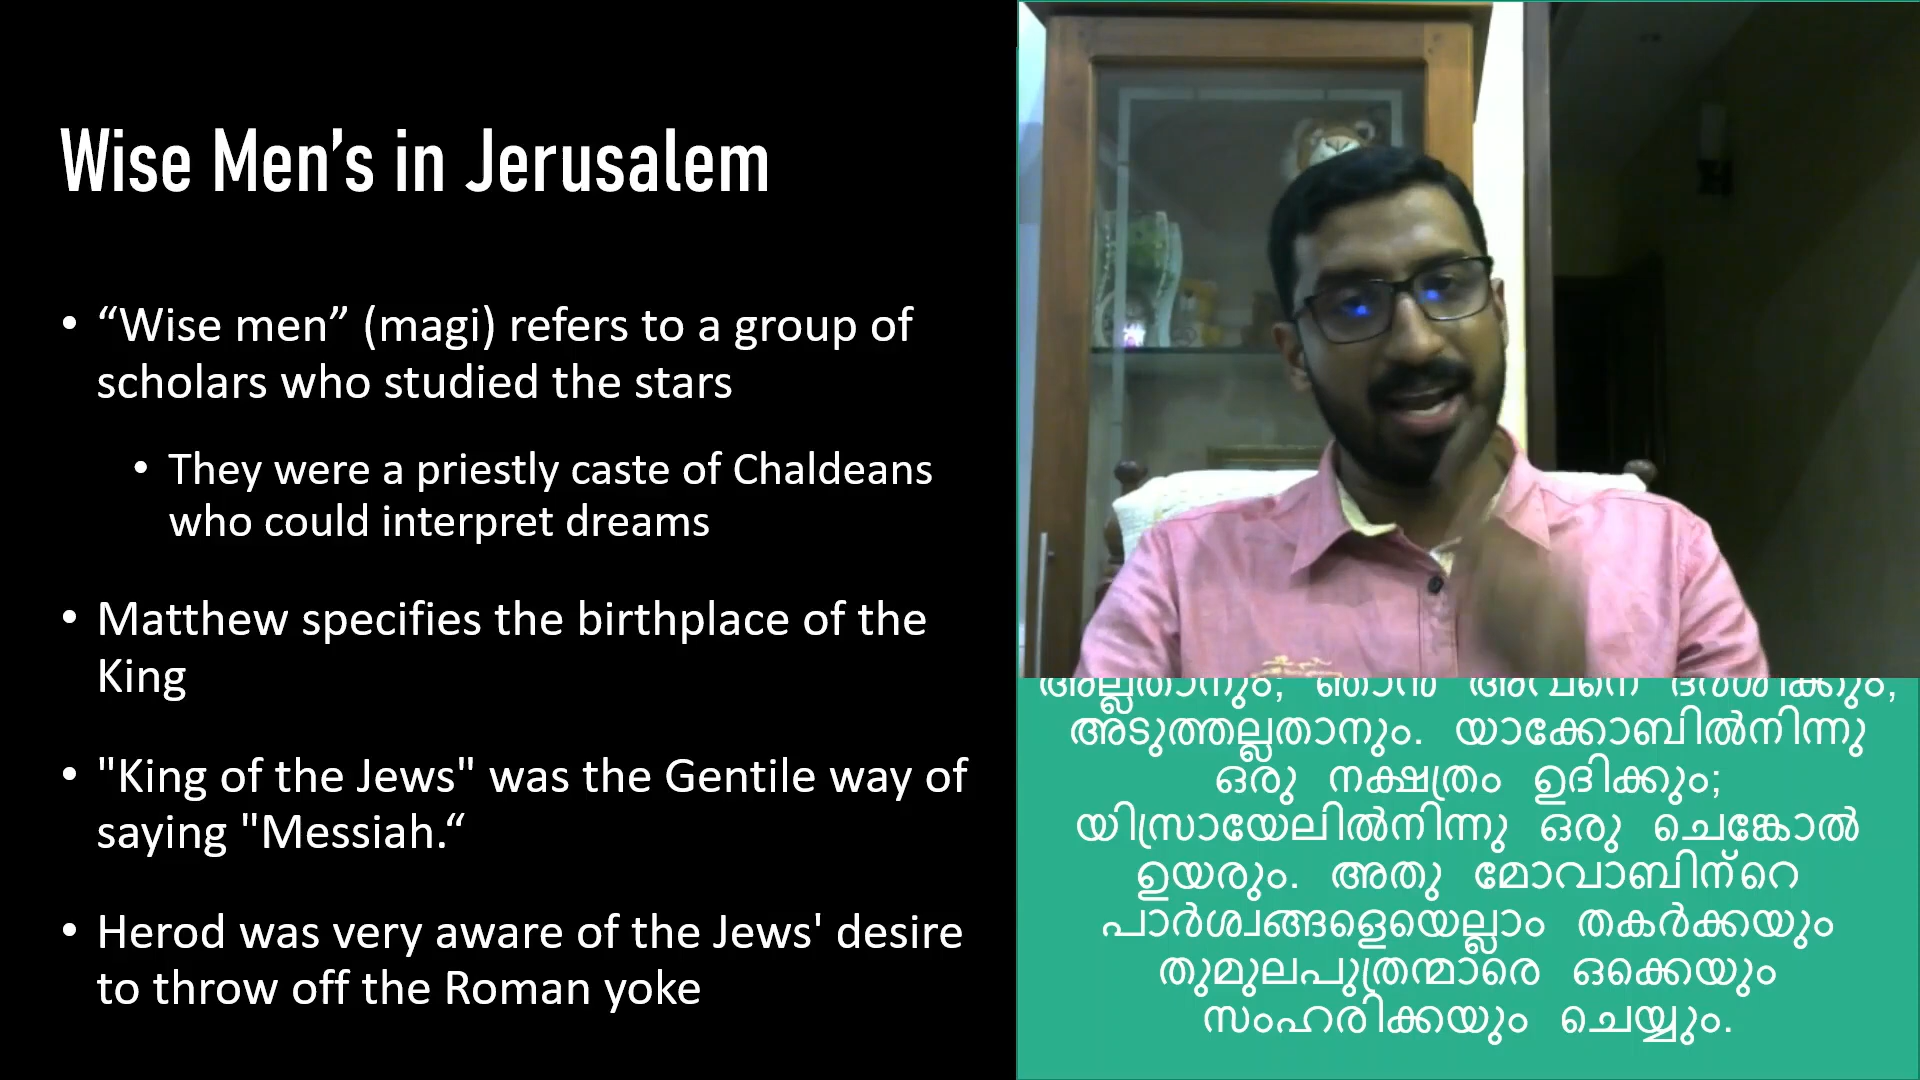 Wise Men’s in Jerusalem
• “Wise men” (magi) refers to a group of
scholars who studied the stars
• They were a priestly caste of Chaldeans
who could interpret dreams
• Matthew specifies the birthplace of the
King
• "King of the Jews" was the Gentile way of
saying "Messiah.“
• Herod was very aware of the Jews' desire
to throw off the Roman yoke
അല്ലതാനും; ഞാൻ അവനെ ദർശിക്കും,
അടുത്തല്ലതാനും. യാക്കോബിൽനിന്നു
ഒരു നക്ഷത്രം ഉദിക്കും;
യിസ്രായേലിൽനിന്നു ഒരു ചെങ്കോൽ
ഉയരും. അതു മോവാബിന്റെ
പാർശ്വങ്ങളെയെല്ലാം തകർക്കയും
തുമുലപുത്രന്മാരെ ഒക്കെയും
സംഹരിക്കയും ചെയ്യും.